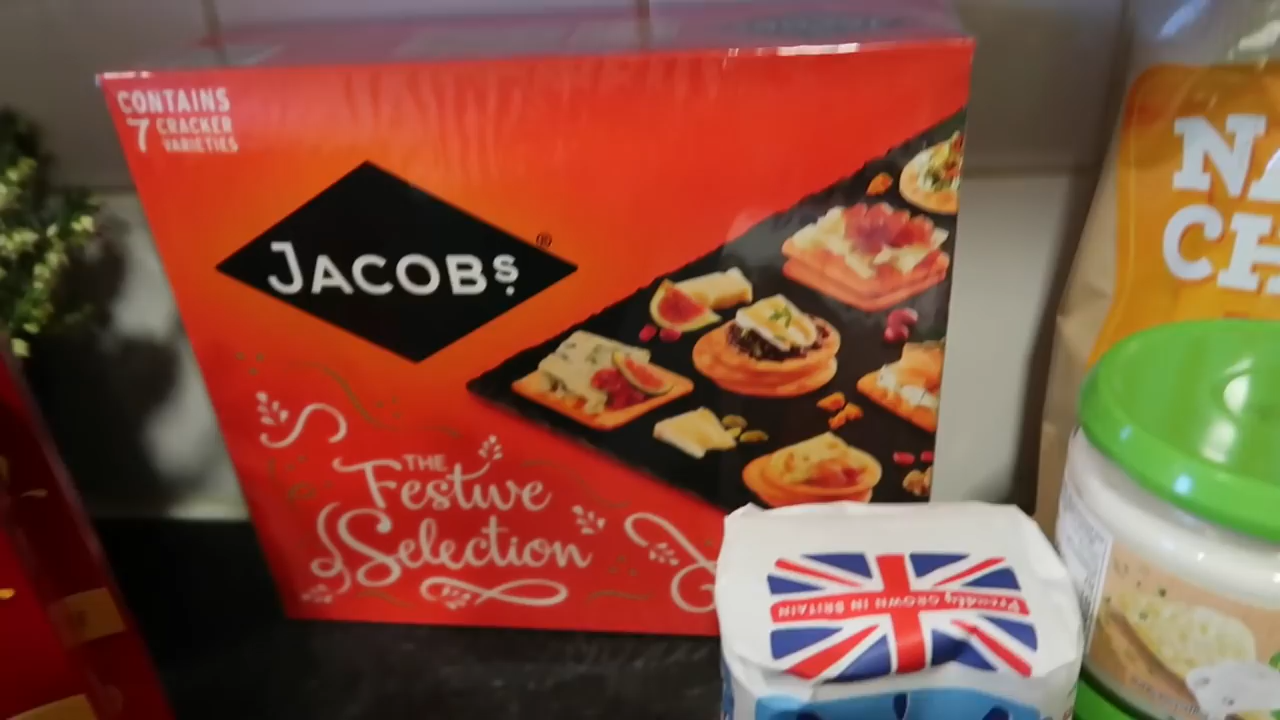 CONTAINS
7 CRACKER
VARIETIES
JACOBS
®
THE
Festive
Selection
Proudly GROWN IN BRITAIN